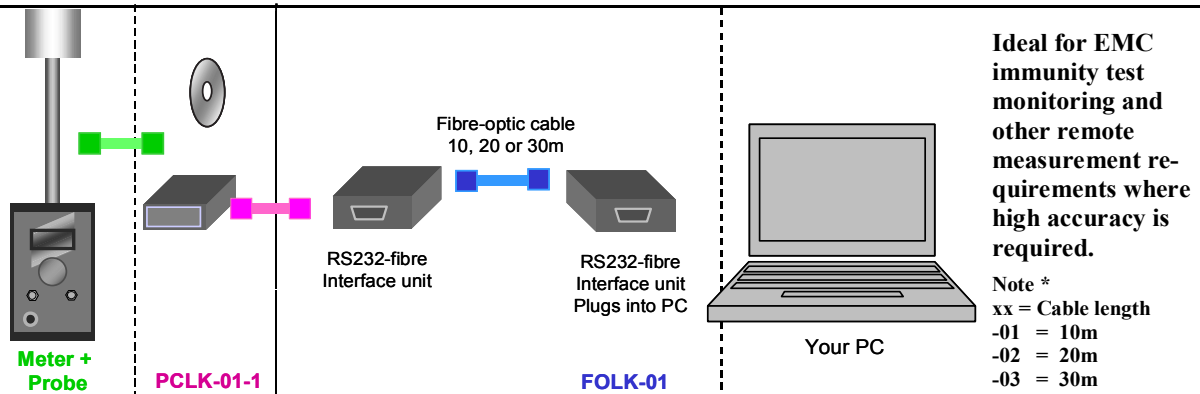 Meter +
Probe
PCLK-01-1
Fibre-optic cable
10, 20 or 30m
RS232-fibre
Interface unit
RS232-fibre
Interface unit
Plugs into PC
FOLK-01
Your PC
Ideal for EMC
immunity test
monitoring and
other remote
measurement re-
quirements where
high accuracy is
required.
Note *
xx = Cable length
-01 = 10m
-02 = 20m
-03 = 30m